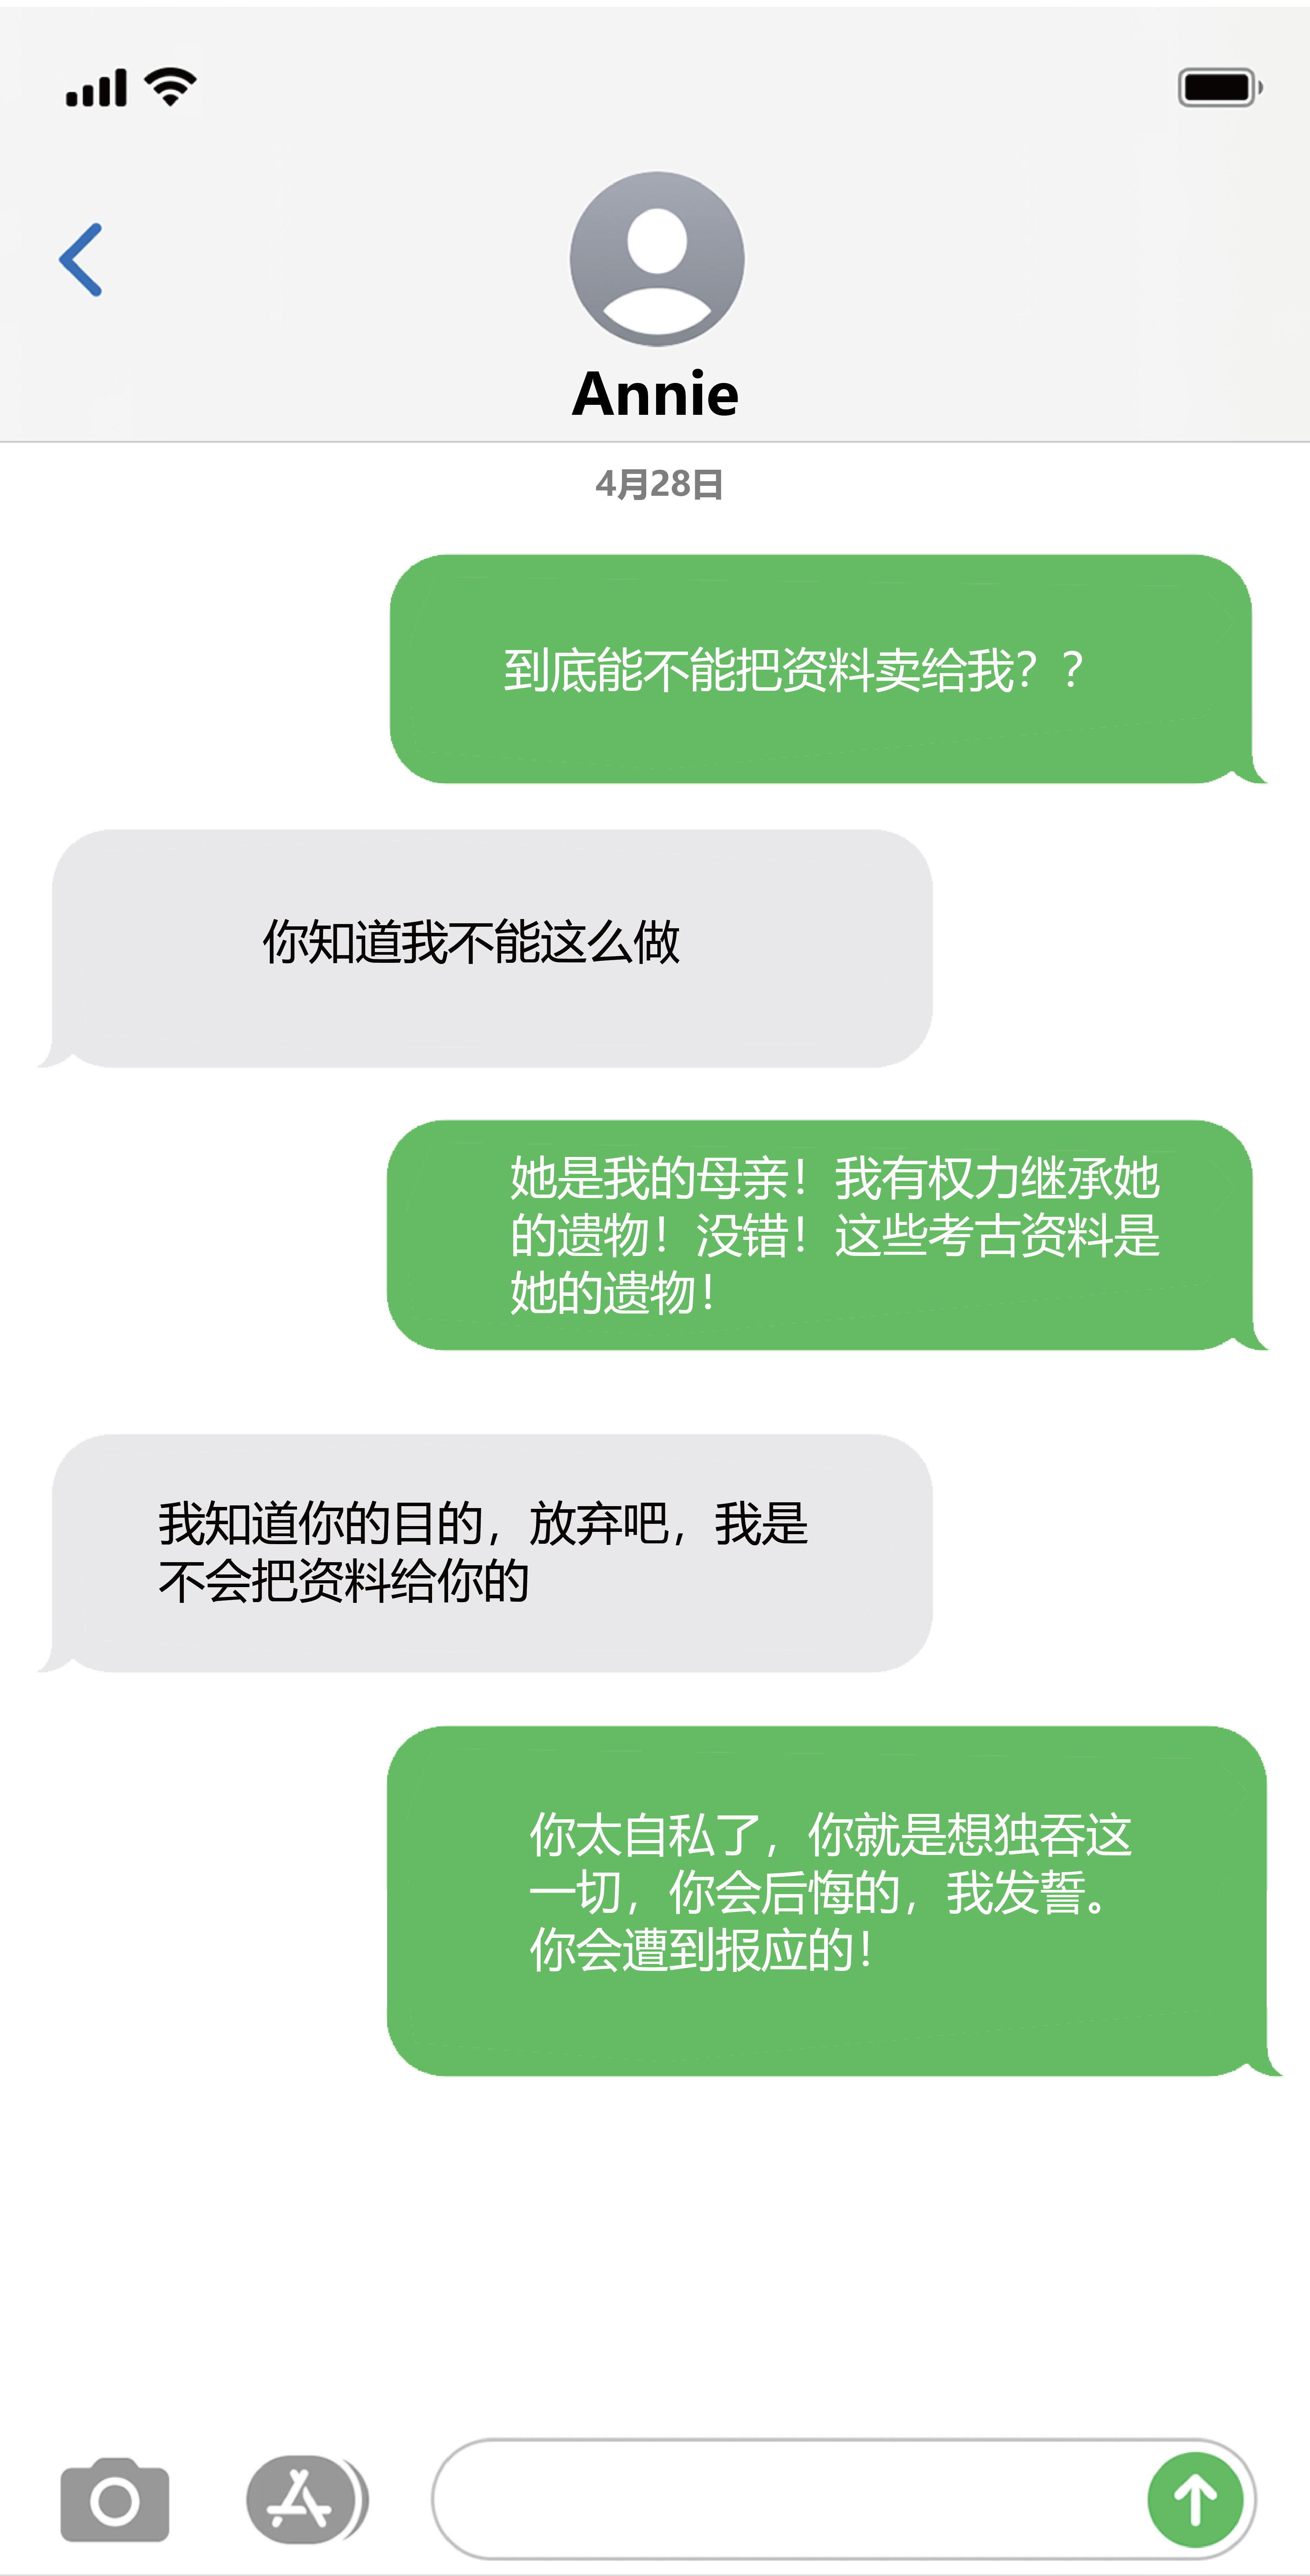 Annie
4月28日
到底能不能把资料卖给我？？
你知道我不能这么做
她是我的母亲！我有权力继承她
的遗物！没错！这些考古资料是
她的遗物！
我知道你的目的，放弃吧，我是
不会把资料给你的
你太自私了，你就是想独吞这
一切，你会后悔的，我发誓。
你会遭到报应的！